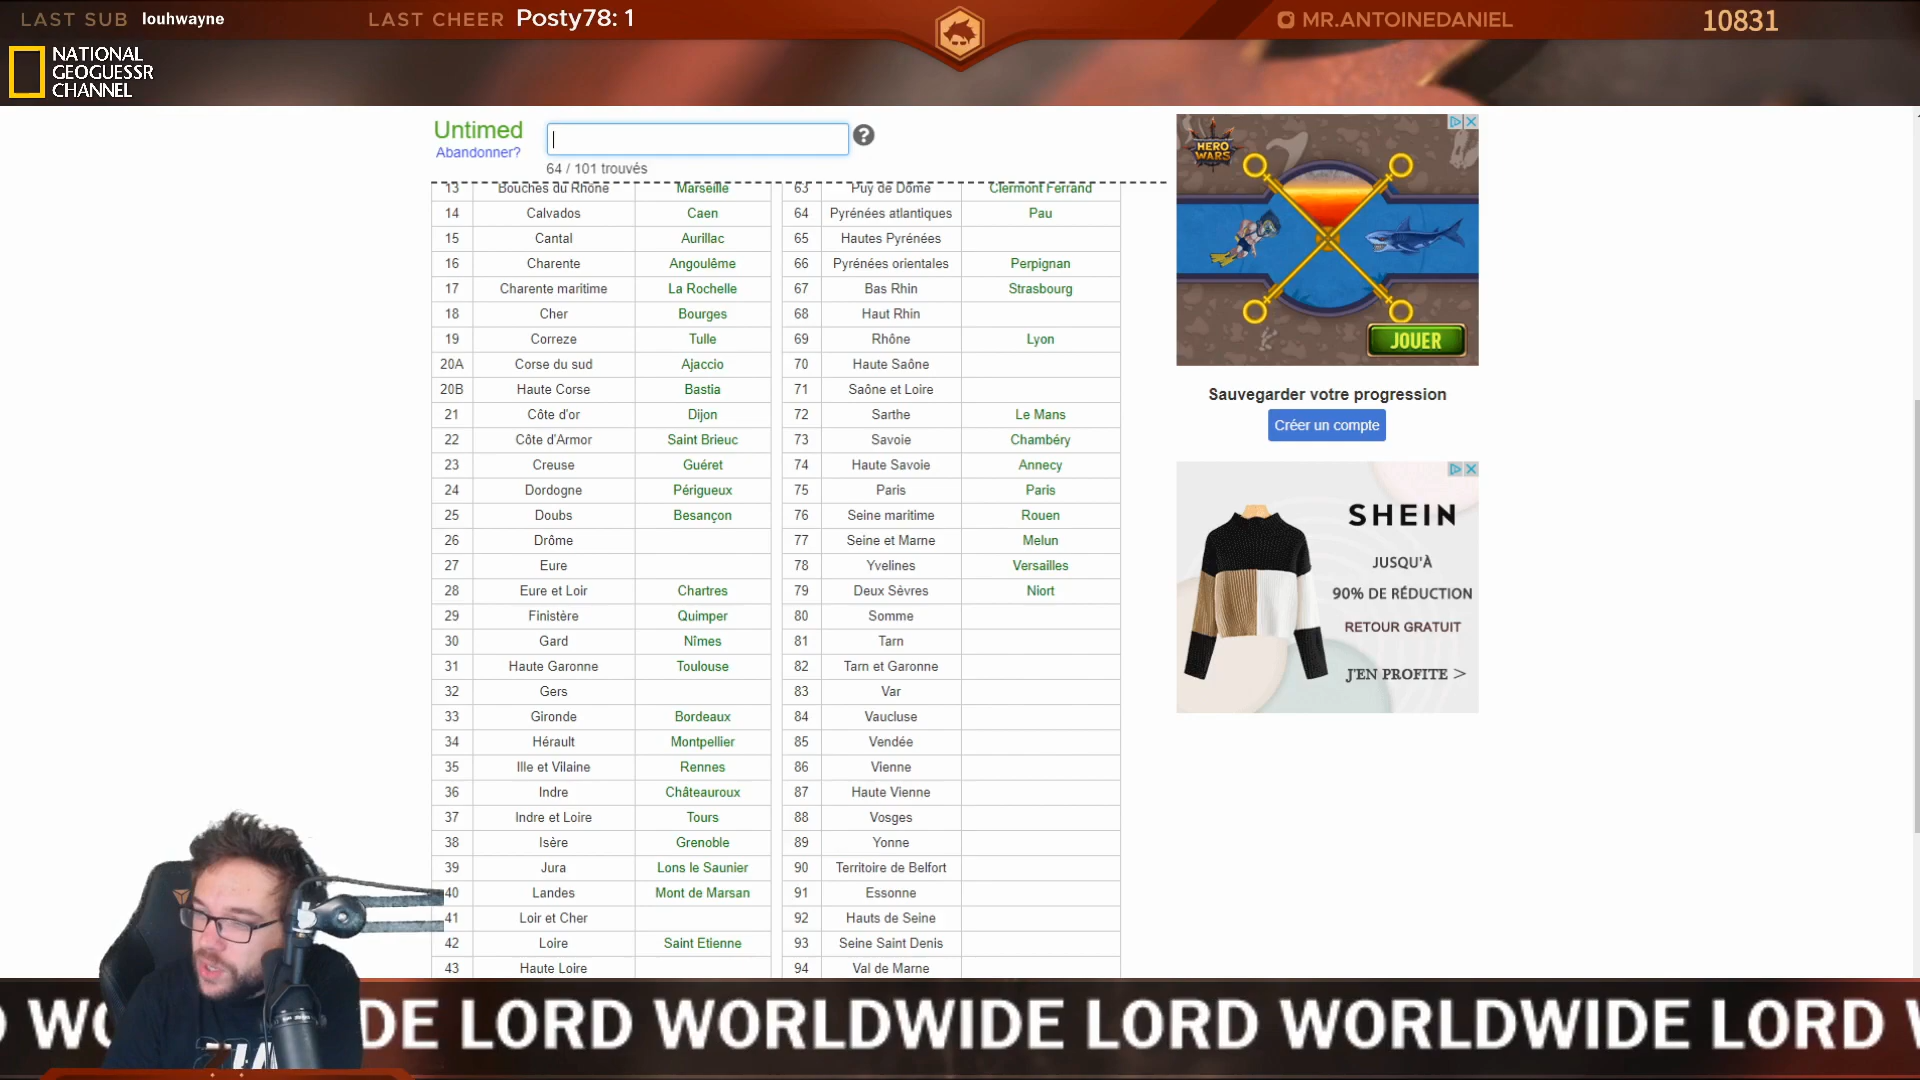 LAST SUB louhwayne LAST CHEER Posty78: 1 MR.ANTOINEDANIEL 10831
NATIONAL
GEOGUESSR
CHANNEL
Untimed
Abandonner?
?
64 / 101 trouvés
13 Bouches du Rhône Marseille 63 Puy de Dôme Clermont Ferrand
14 Calvados Caen 64 Pyrénées atlantiques Pau
15 Cantal Aurillac 65 Hautes Pyrénées
16 Charente Angoulême 66 Pyrénées orientales Perpignan
17 Charente maritime La Rochelle 67 Bas Rhin Strasbourg
18 Cher Bourges 68 Haut Rhin
19 Correze Tulle 69 Rhône Lyon
20A Corse du sud Ajaccio 70 Haute Saône
20B Haute Corse Bastia 71 Saône et Loire
21 Côte d'or Dijon 72 Sarthe Le Mans
22 Côte d'Armor Saint Brieuc 73 Savoie Chambéry
23 Creuse Guéret 74 Haute Savoie Annecy
24 Dordogne Périgueux 75 Paris Paris
25 Doubs Besançon 76 Seine maritime Rouen
26 Drôme 77 Seine et Marne Melun
27 Eure 78 Yvelines Versailles
28 Eure et Loir Chartres 79 Deux Sévres Niort
29 Finistère Quimper 80 Somme
30 Gard Nîmes 81 Tarn
31 Haute Garonne Toulouse 82 Tarn et Garonne
32 Gers 83 Var
33 Gironde Bordeaux 84 Vaucluse
34 Hérault Montpellier 85 Vendée
35 Ille et Vilaine Rennes 86 Vienne
36 Indre Châteauroux 87 Haute Vienne
37 Indre et Loire Tours 88 Vosges
38 Isère Grenoble 89 Yonne
39 Jura Lons le Saunier 90 Territoire de Belfort
40 Landes Mont de Marsan 91 Essonne
41 Loir et Cher 92 Hauts de Seine
42 Loire Saint Etienne 93 Seine Saint Denis
43 Haute Loire 94 Val de Marne
HERO
WARS
JOUER
Sauvegarder votre progression
Créer un compte
SHEIN
JUSQU'À
90% DE RÉDUCTION
RETOUR GRATUIT
J'EN PROFITE >
D WO DE LORD WORLDWIDE LORD WORLDWIDE LORD W